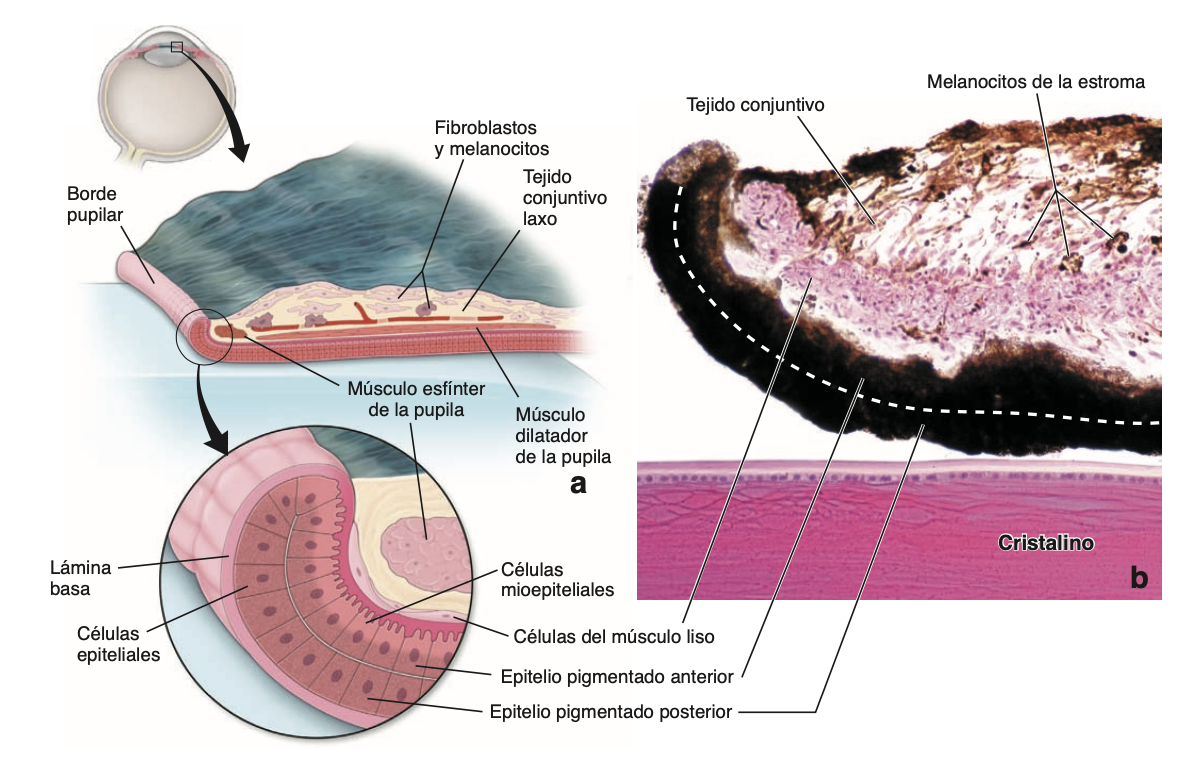 Fibroblastos
y melanocitos
Tejido
conjuntivo
laxo
Borde
pupilar
Músculo esfínter
de la pupila
Músculo
dilatador
de la pupila
a
Lámina
basa
Células
epiteliales
Células
mioepiteliales
Células del músculo liso
Epitelio pigmentado anterior
Epitelio pigmentado posterior
Melanocitos de la estroma
Tejido conjuntivo
Cristalino
b